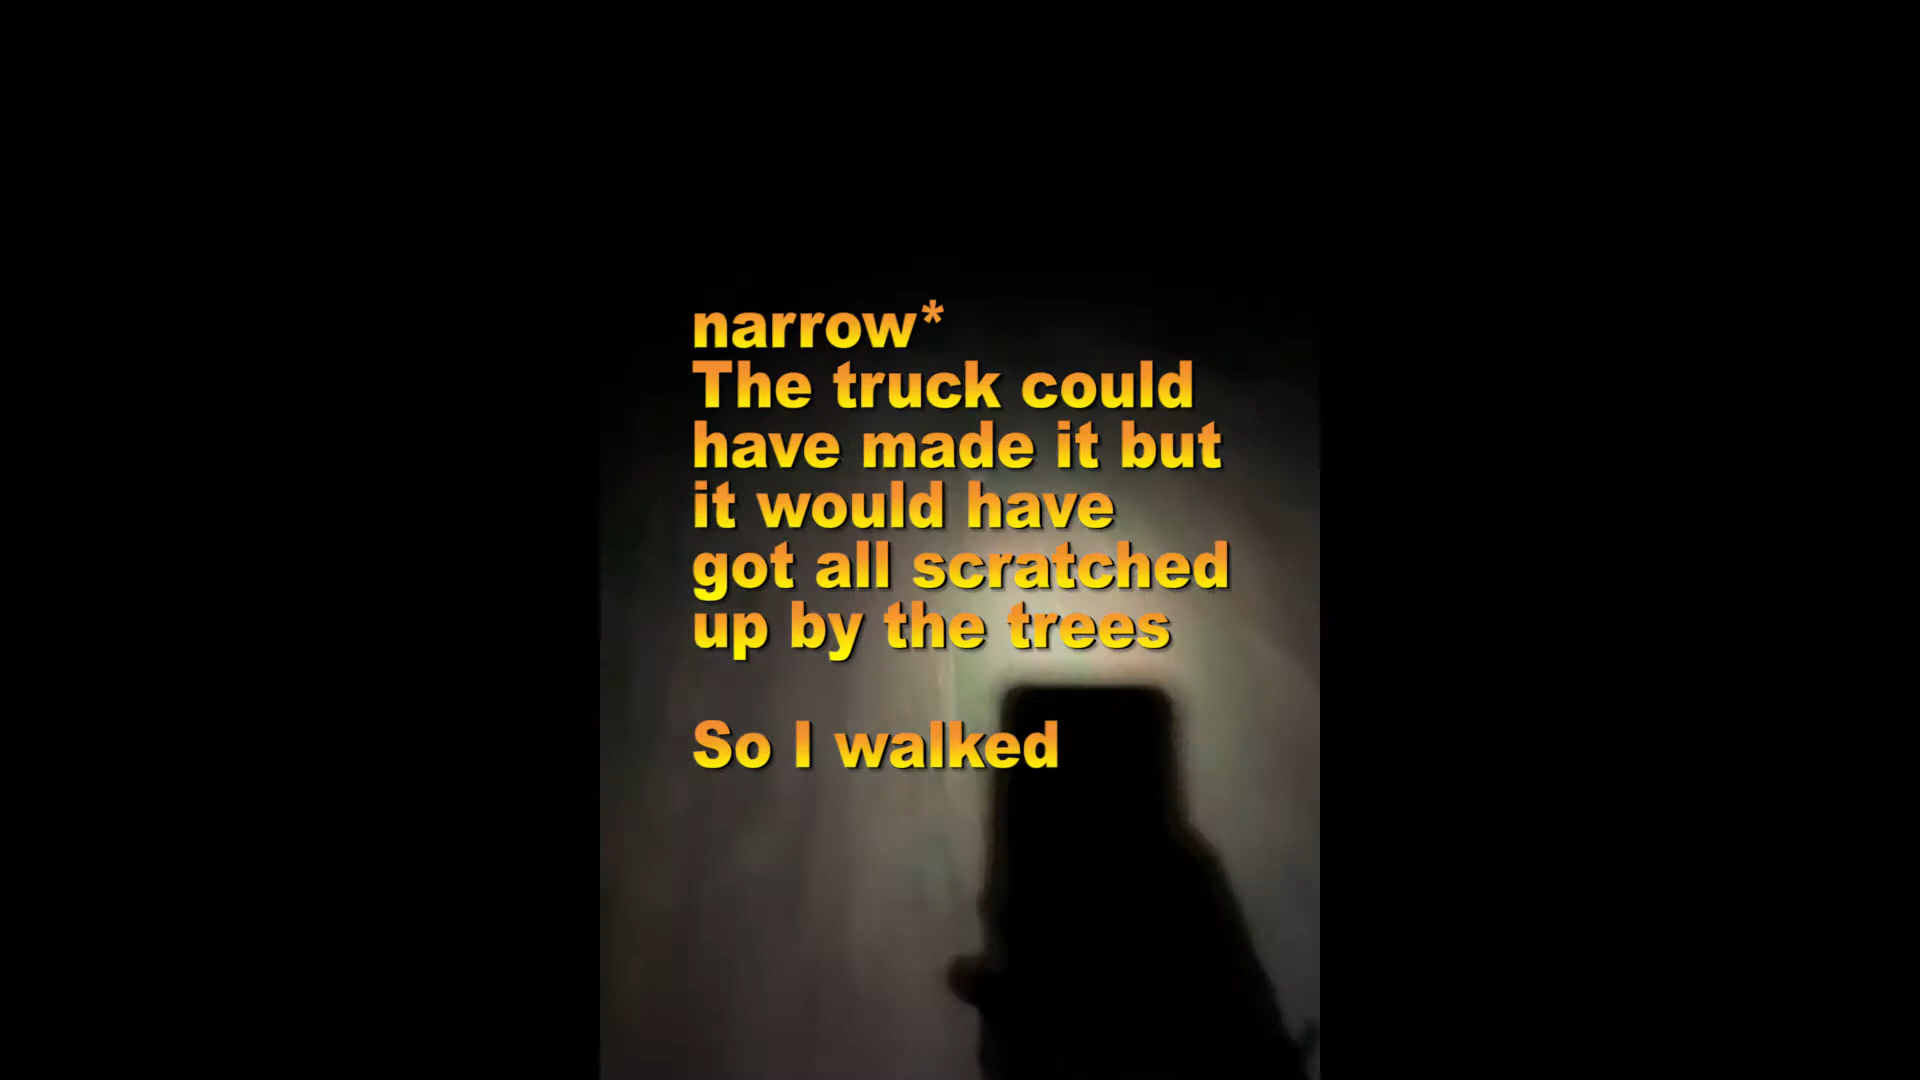 narrow*
The truck could
have made it but
it would have
got all scratched
up by the trees
So I walked